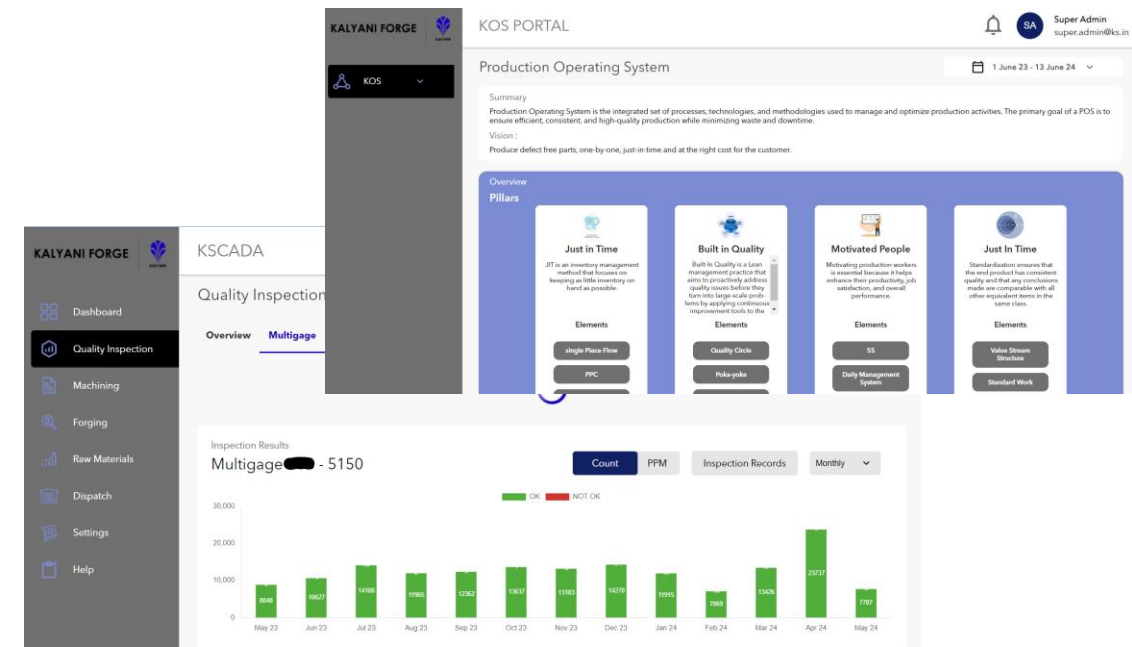 KALYANI FORGE
KOS PORTAL
SA
Super Admin
super.admin@ks.in
KOS
Production Operating System
1 June 23 - 13 June 24
Summary
Production Operating System is the integrated set of processes, technologies, and methodologies used to manage and optimize production activities. The primary goal of a POS is to
ensure efficient, consistent, and high-quality production while minimizing waste and downtime.
Vision :
Produce defect free parts, one-by-one, just-in-time and at the right cost for the customer.
Overview
Pillars
Just in Time
JIT is an inventory management
method that focuses on
keeping as little inventory on
hand as possible.
Elements
single Piece Flow
PPC
Built in Quality
Built-In Quality is a Lean
management practice that
aims to proactively address
quality issues before they
turn into large-scale prob-
lems by applying continuous
improvement tools to the
Elements
Quality Circle
Poka-yoke
Motivated People
Motivating production workers
is essential because it helps
enhance their productivity, job
satisfaction, and overall
performance.
Elements
5S
Daily Management
System
Just In Time
Standardization ensures that
the end product has consistent
quality and that any conclusions
made are comparable with all
other equivalent items in the
same class.
Elements
Value Stream
Structure
Standard Work
KALYANI FORGE
KSCADA
Dashboard
Quality Inspection
Machining
Forging
Raw Materials
Dispatch
Settings
Help
Quality Inspection
Overview Multigage
Inspection Results
Multigage - 5150
Count PPM Inspection Records Monthly
OK NOT OK
30,000
20,000
10,000
0
8848 10627 14108 11965 12362 13637 13103 14270 11915 7069 13426 23737 7707
May 23 Jun 23 Jul 23 Aug 23 Sep 23 Oct 23 Nov 23 Dec 23 Jan 24 Feb 24 Mar 24 Apr 24 May 24